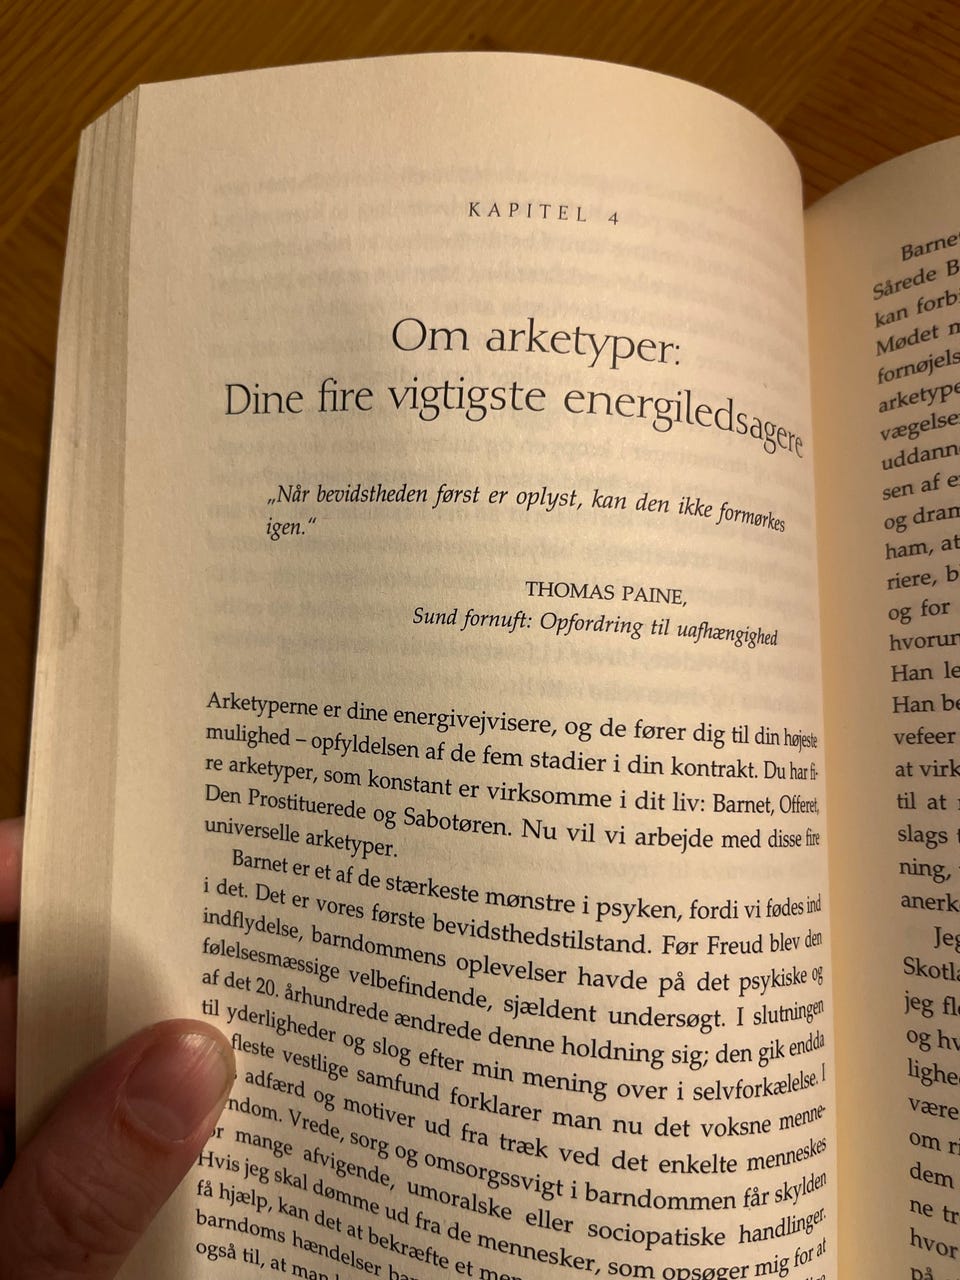 KAPITEL 4
Om arketyper:
Dine fire vigtigste energiledsagere
„Når bevidstheden først er oplyst, kan den ikke formørkes
igen.“
THOMAS PAINE,
Sund fornuft: Opfordring til uafhængighed
Arketyperne er dine energivejvisere, og de fører dig til din højeste
mulighed – opfyldelsen af de fem stadier i din kontrakt. Du har fi-
re arketyper, som konstant er virksomme i dit liv: Barnet, Offeret,
Den Prostituerede og Sabotøren. Nu vil vi arbejde med disse fire
universelle arketyper.
Barnet er et af de stærkeste mønstre i psyken, fordi vi fødes ind
i det. Det er vores første bevidsthedstilstand. Før Freud blev den
indflydelse, barndommens oplevelser havde på det psykiske og
følelsesmæssige velbefindende, sjældent undersøgt. I slutningen
af det 20. århundrede ændrede denne holdning sig; den gik endda
til yderligheder og slog efter min mening over i selvforkælelse. I
fleste vestlige samfund forklarer man nu det voksne menne-
adfærd og motiver ud fra træk ved det enkelte menneskes
ndom. Vrede, sorg og omsorgssvigt i barndommen får skylden
or mange afvigende, umoralske eller sociopatiske handlinger.
Hvis jeg skal dømme ud fra de mennesker, som opsøger mig for at
få hjælp, kan det at bekræfte et men
barndoms hændelser
også til, at man
Barne
Sårede B
kan forb
Mødet
fornøjels
arketype
vægelse
uddann
sen af e
og dram
ham, at
riere, b
og for
hvorun
Han le
Han be
vefeer
at virk
til at
slags
ning,
anerk
Jeg
Skotla
jeg fl
og hv
lighe
være
om ri
dem
ne tr
hvor
på